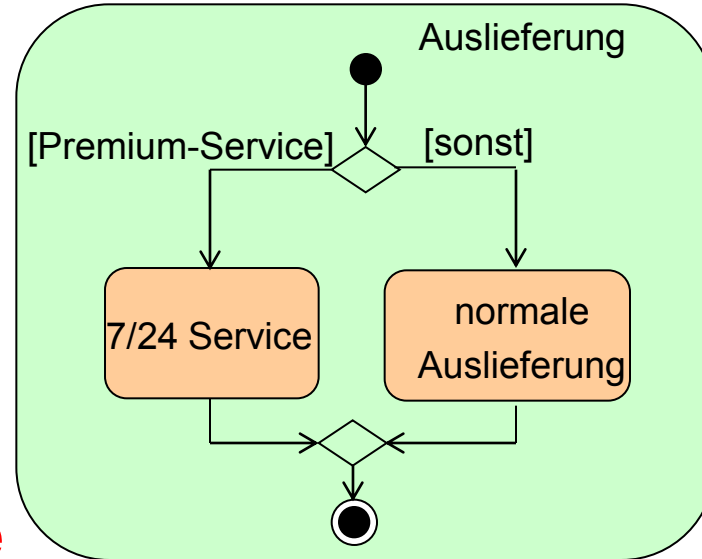 Auslieferung
[Premium-Service]
[sonst]
7/24 Service
normale
Auslieferung
e